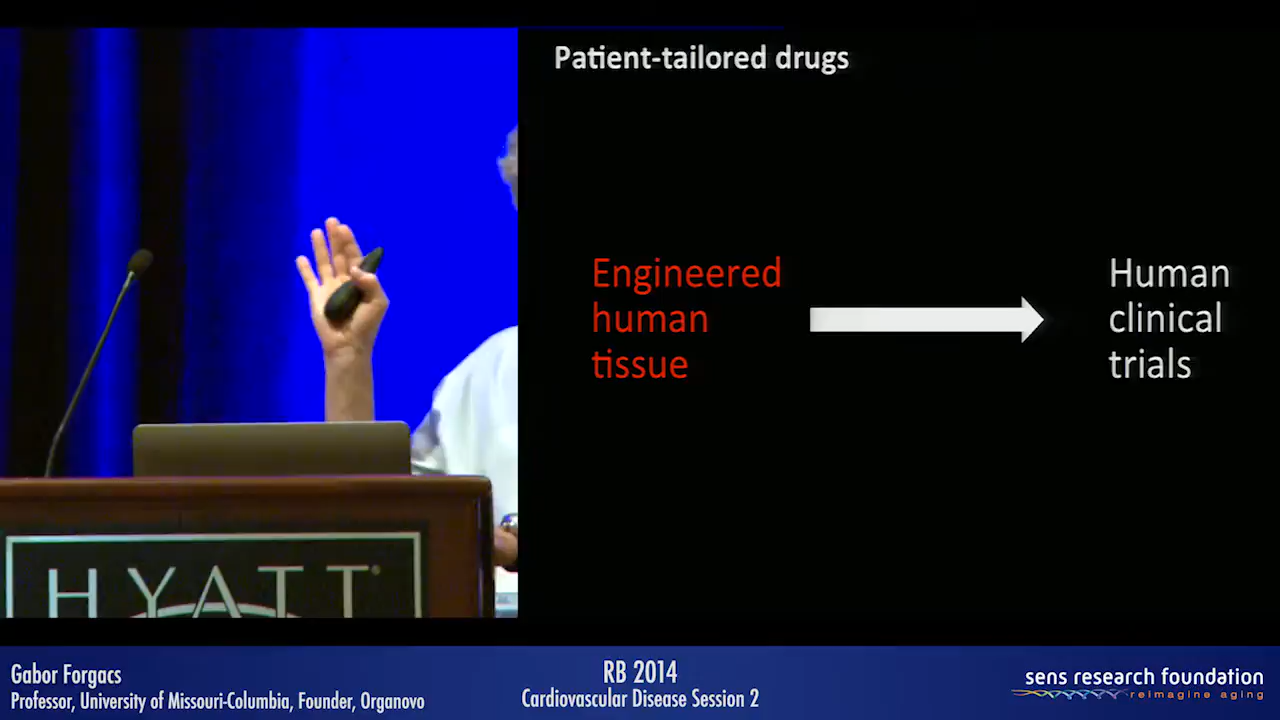 Patient-tailored drugs
Engineered
human
tissue
Human
clinical
trials
HYATT®
Gabor Forgacs
Professor, University of Missouri-Columbia, Founder, Organovo
RB 2014
Cardiovascular Disease Session 2
sens research foundation
reimagine aging